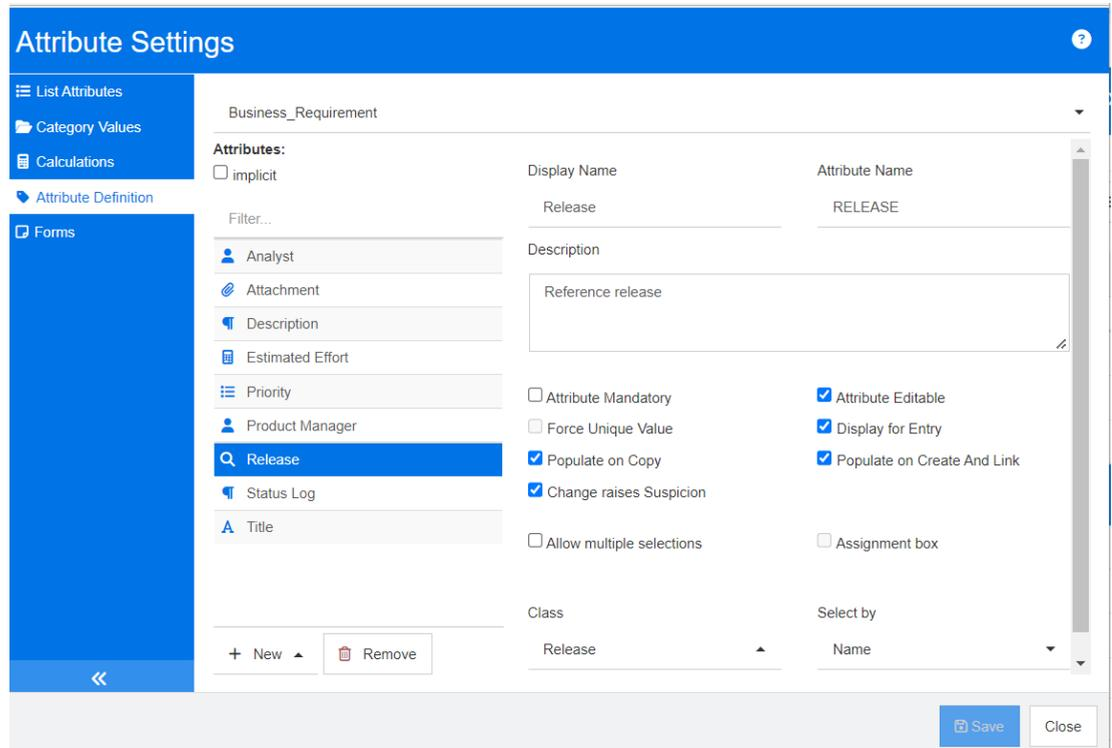 Attribute Settings
?
List Attributes
Category Values
Calculations
Attribute Definition
Forms
Business_Requirement
Attributes:
implicit
Filter...
Analyst
Attachment
Description
Estimated Effort
Priority
Product Manager
Release
Status Log
Title
+ New
Remove
Display Name
Attribute Name
Release
RELEASE
Description
Reference release
Attribute Mandatory
Attribute Editable
Force Unique Value
Display for Entry
Populate on Copy
Populate on Create And Link
Change raises Suspicion
Allow multiple selections
Assignment box
Class
Select by
Release
Name
Save
Close